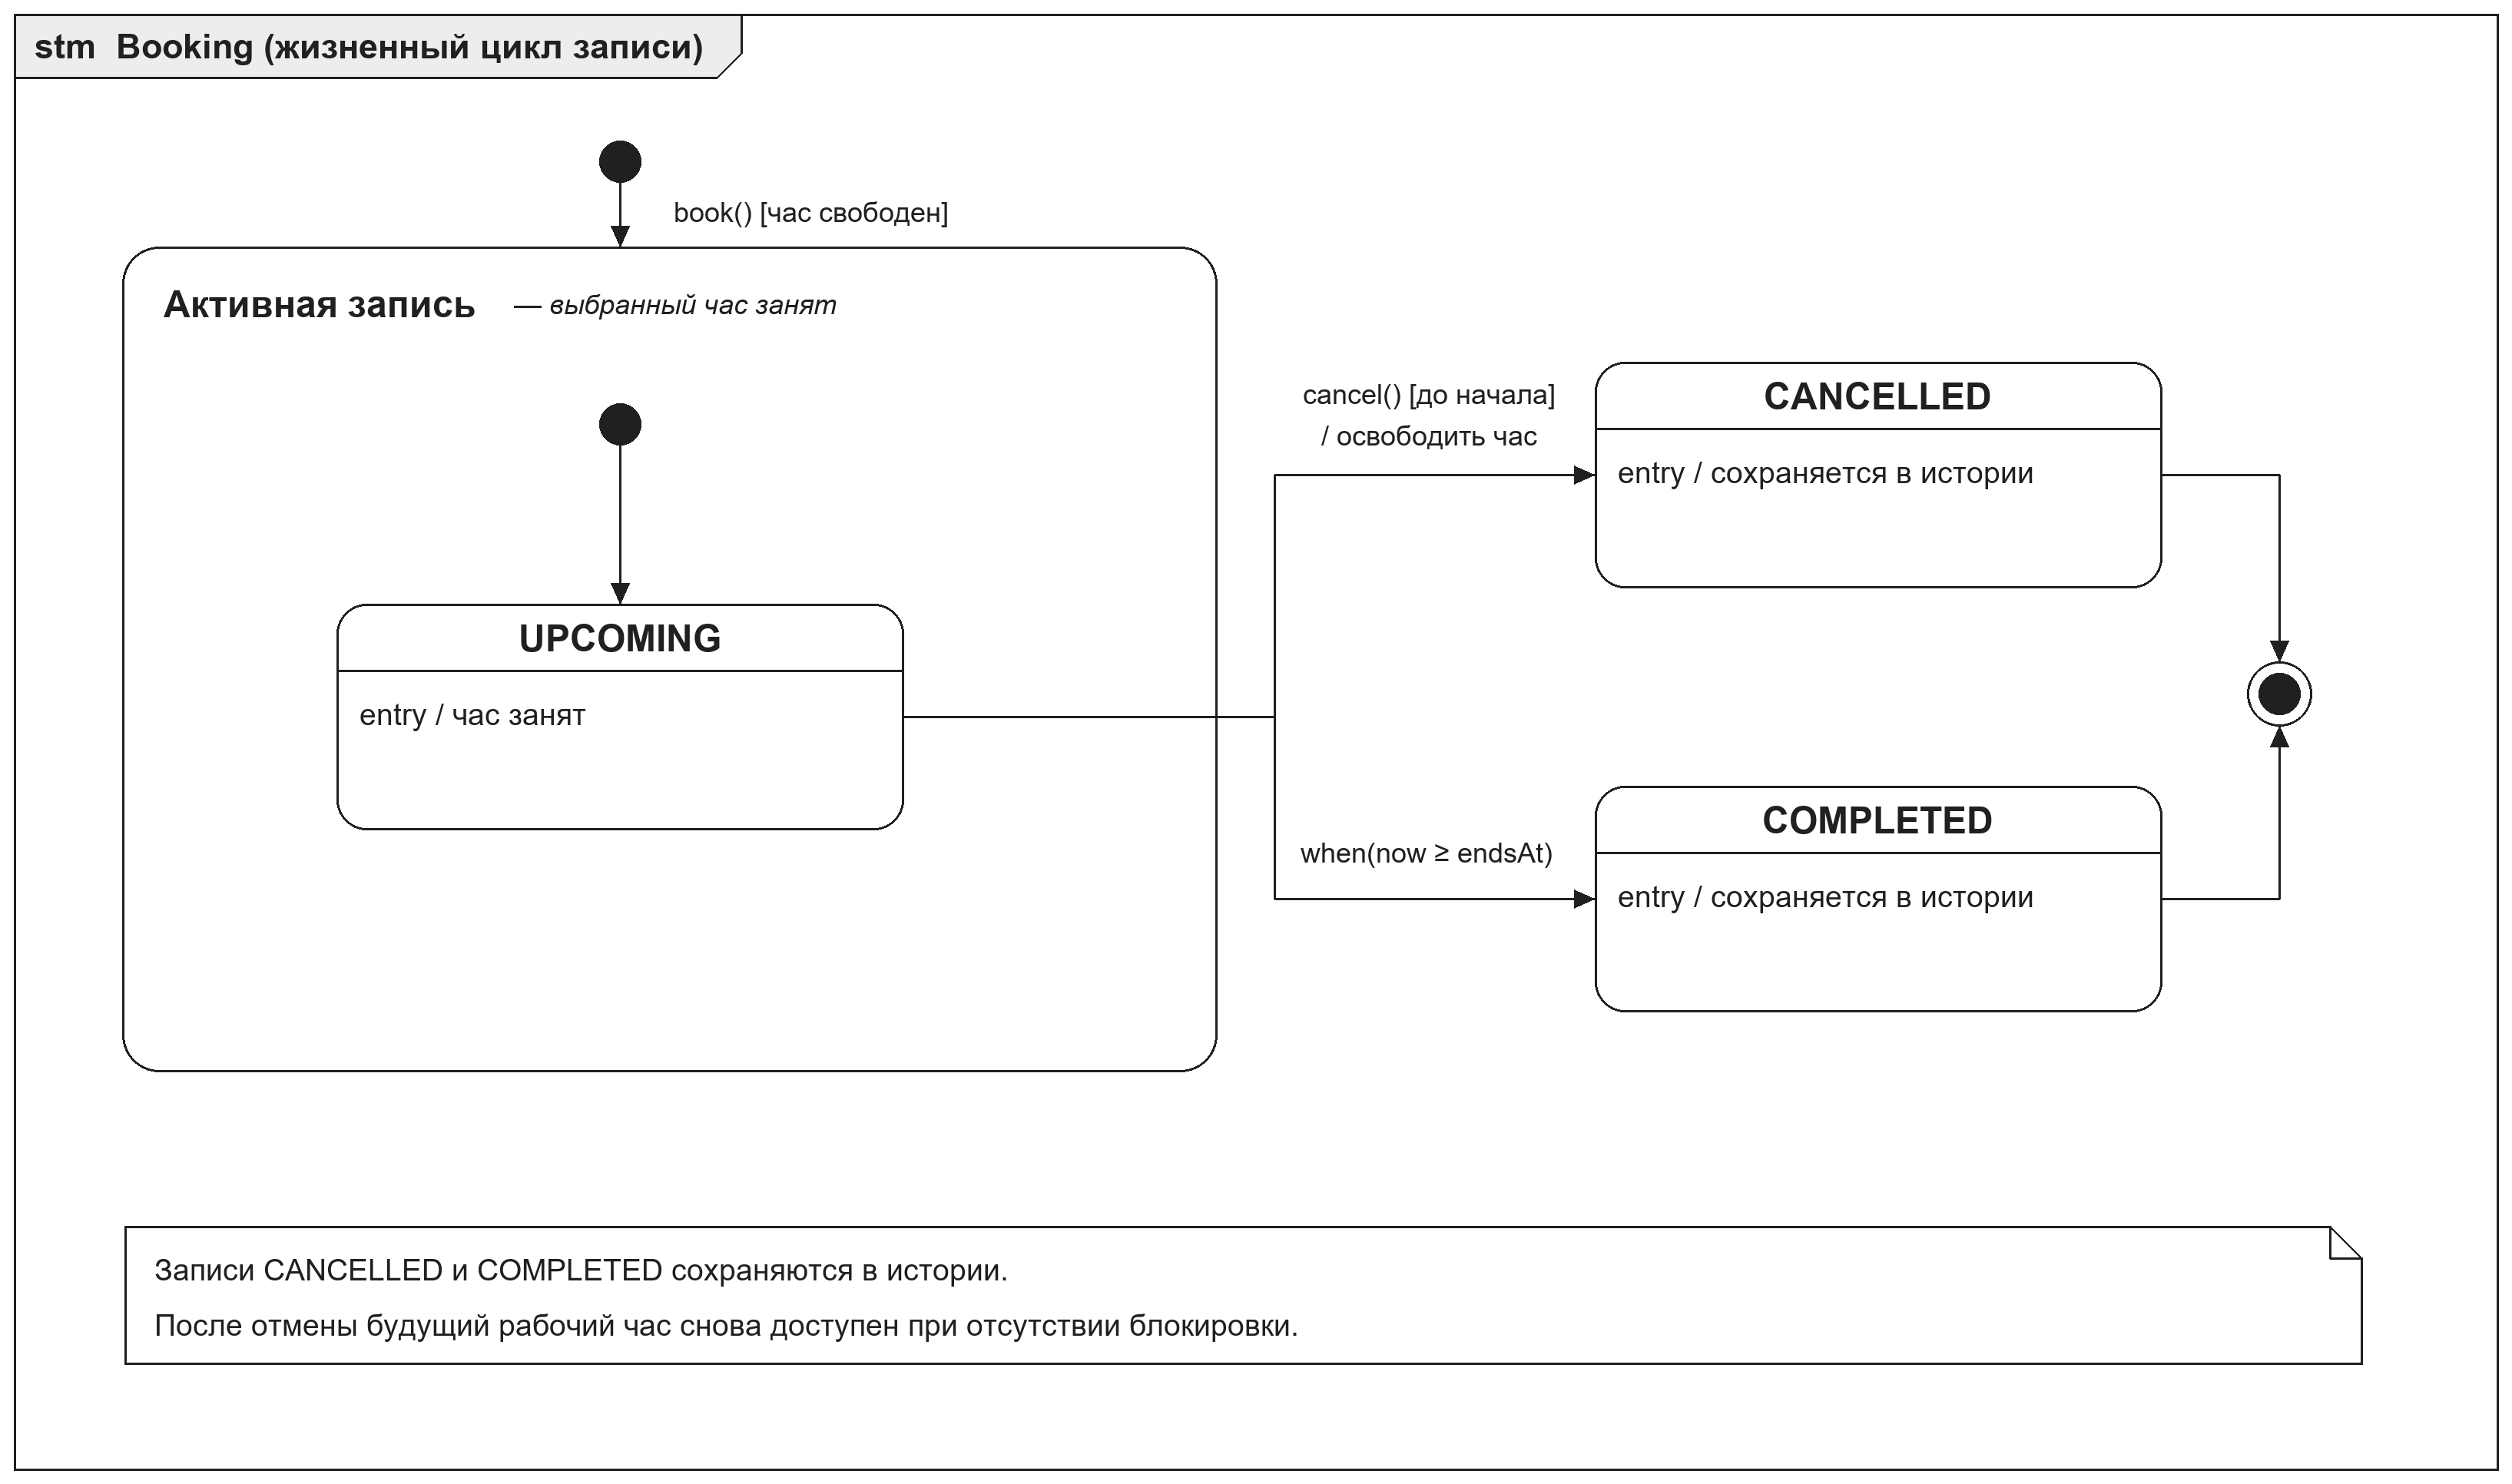 stm Booking (жизненный цикл записи)
book() [час свободен]
Активная запись — выбранный час занят
cancel() [до начала]
/ освободить час
CANCELLED
entry / сохраняется в истории
UPCOMING
entry / час занят
when(now ≥ endsAt)
COMPLETED
entry / сохраняется в истории
Записи CANCELLED и COMPLETED сохраняются в истории.
После отмены будущий рабочий час снова доступен при отсутствии блокировки.